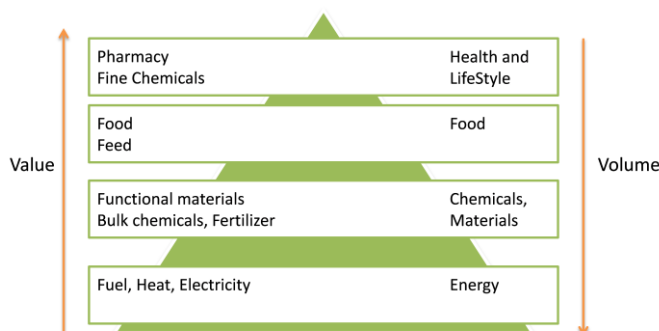 Pharmacy
Fine Chemicals
Health and
LifeStyle
Food
Feed
Food
Value
Volume
Functional materials
Bulk chemicals, Fertilizer
Chemicals,
Materials
Fuel, Heat, Electricity
Energy